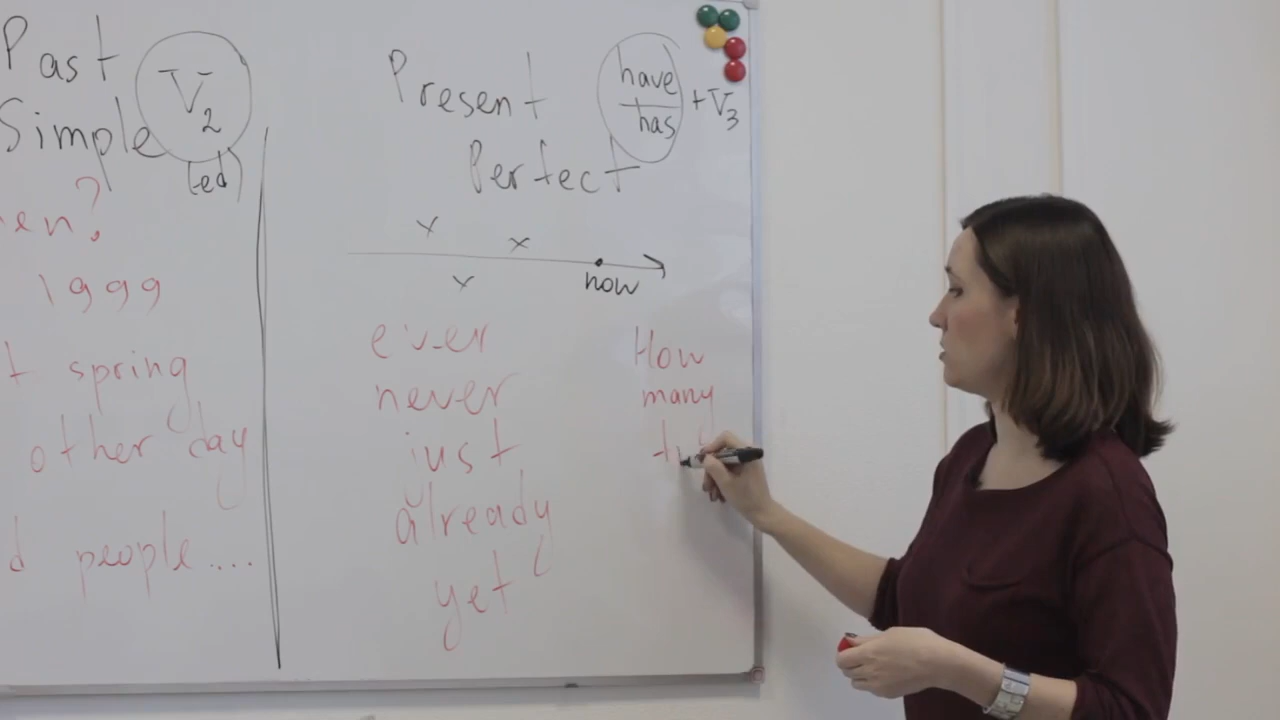 Past
Simple
V2
(ed)
?
en?
1999
t spring
other day
d people....
Present
Perfect
have
has
+ V3
x
x
x
now
ever
never
just
already
yet
How
many